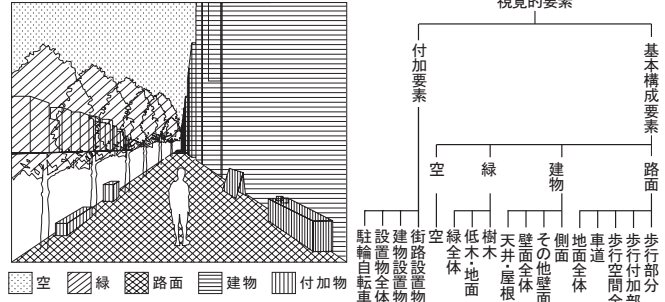 空
緑
路面
建物
付加物
視覚的要素
付加要素
基本構成要素
空
緑
建物
路面
駐輪自転車
設置物全体
建物設置物
街路設置物
空
緑全体
低木・地面
樹木
天井・屋根
壁面全体
その他壁面
側面
地面全体
車道
歩行空間全
歩行付加部
歩行部分